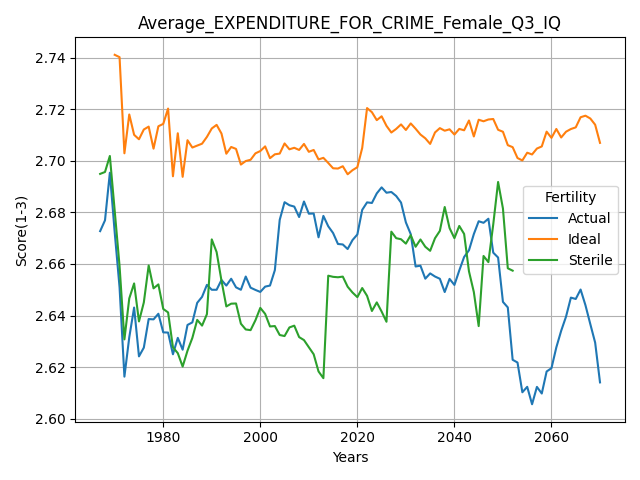 Average_EXPENDITURE_FOR_CRIME_Female_Q3_IQ
Score(1-3)
2.74
2.72
2.70
2.68
2.66
2.64
2.62
2.60
Fertility
Actual
Ideal
Sterile
1980
2000
2020
2040
2060
Years